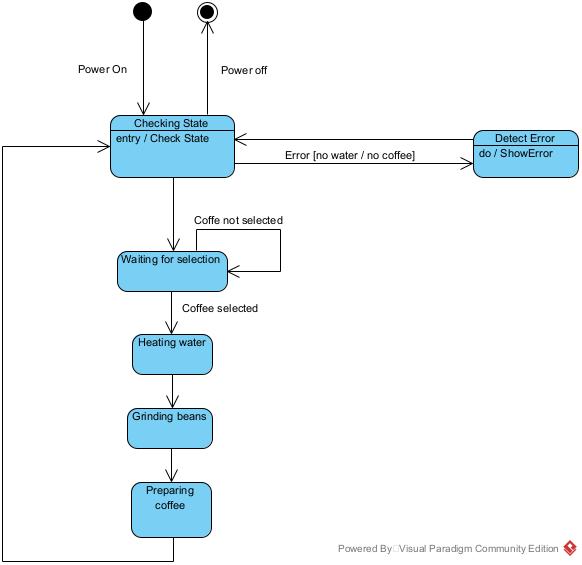 Power On
Power off
Checking State
entry / Check State
Error [no water / no coffee]
Detect Error
do / ShowError
Coffe not selected
Waiting for selection
Coffee selected
Heating water
Grinding beans
Preparing
coffee
Powered By Visual Paradigm Community Edition